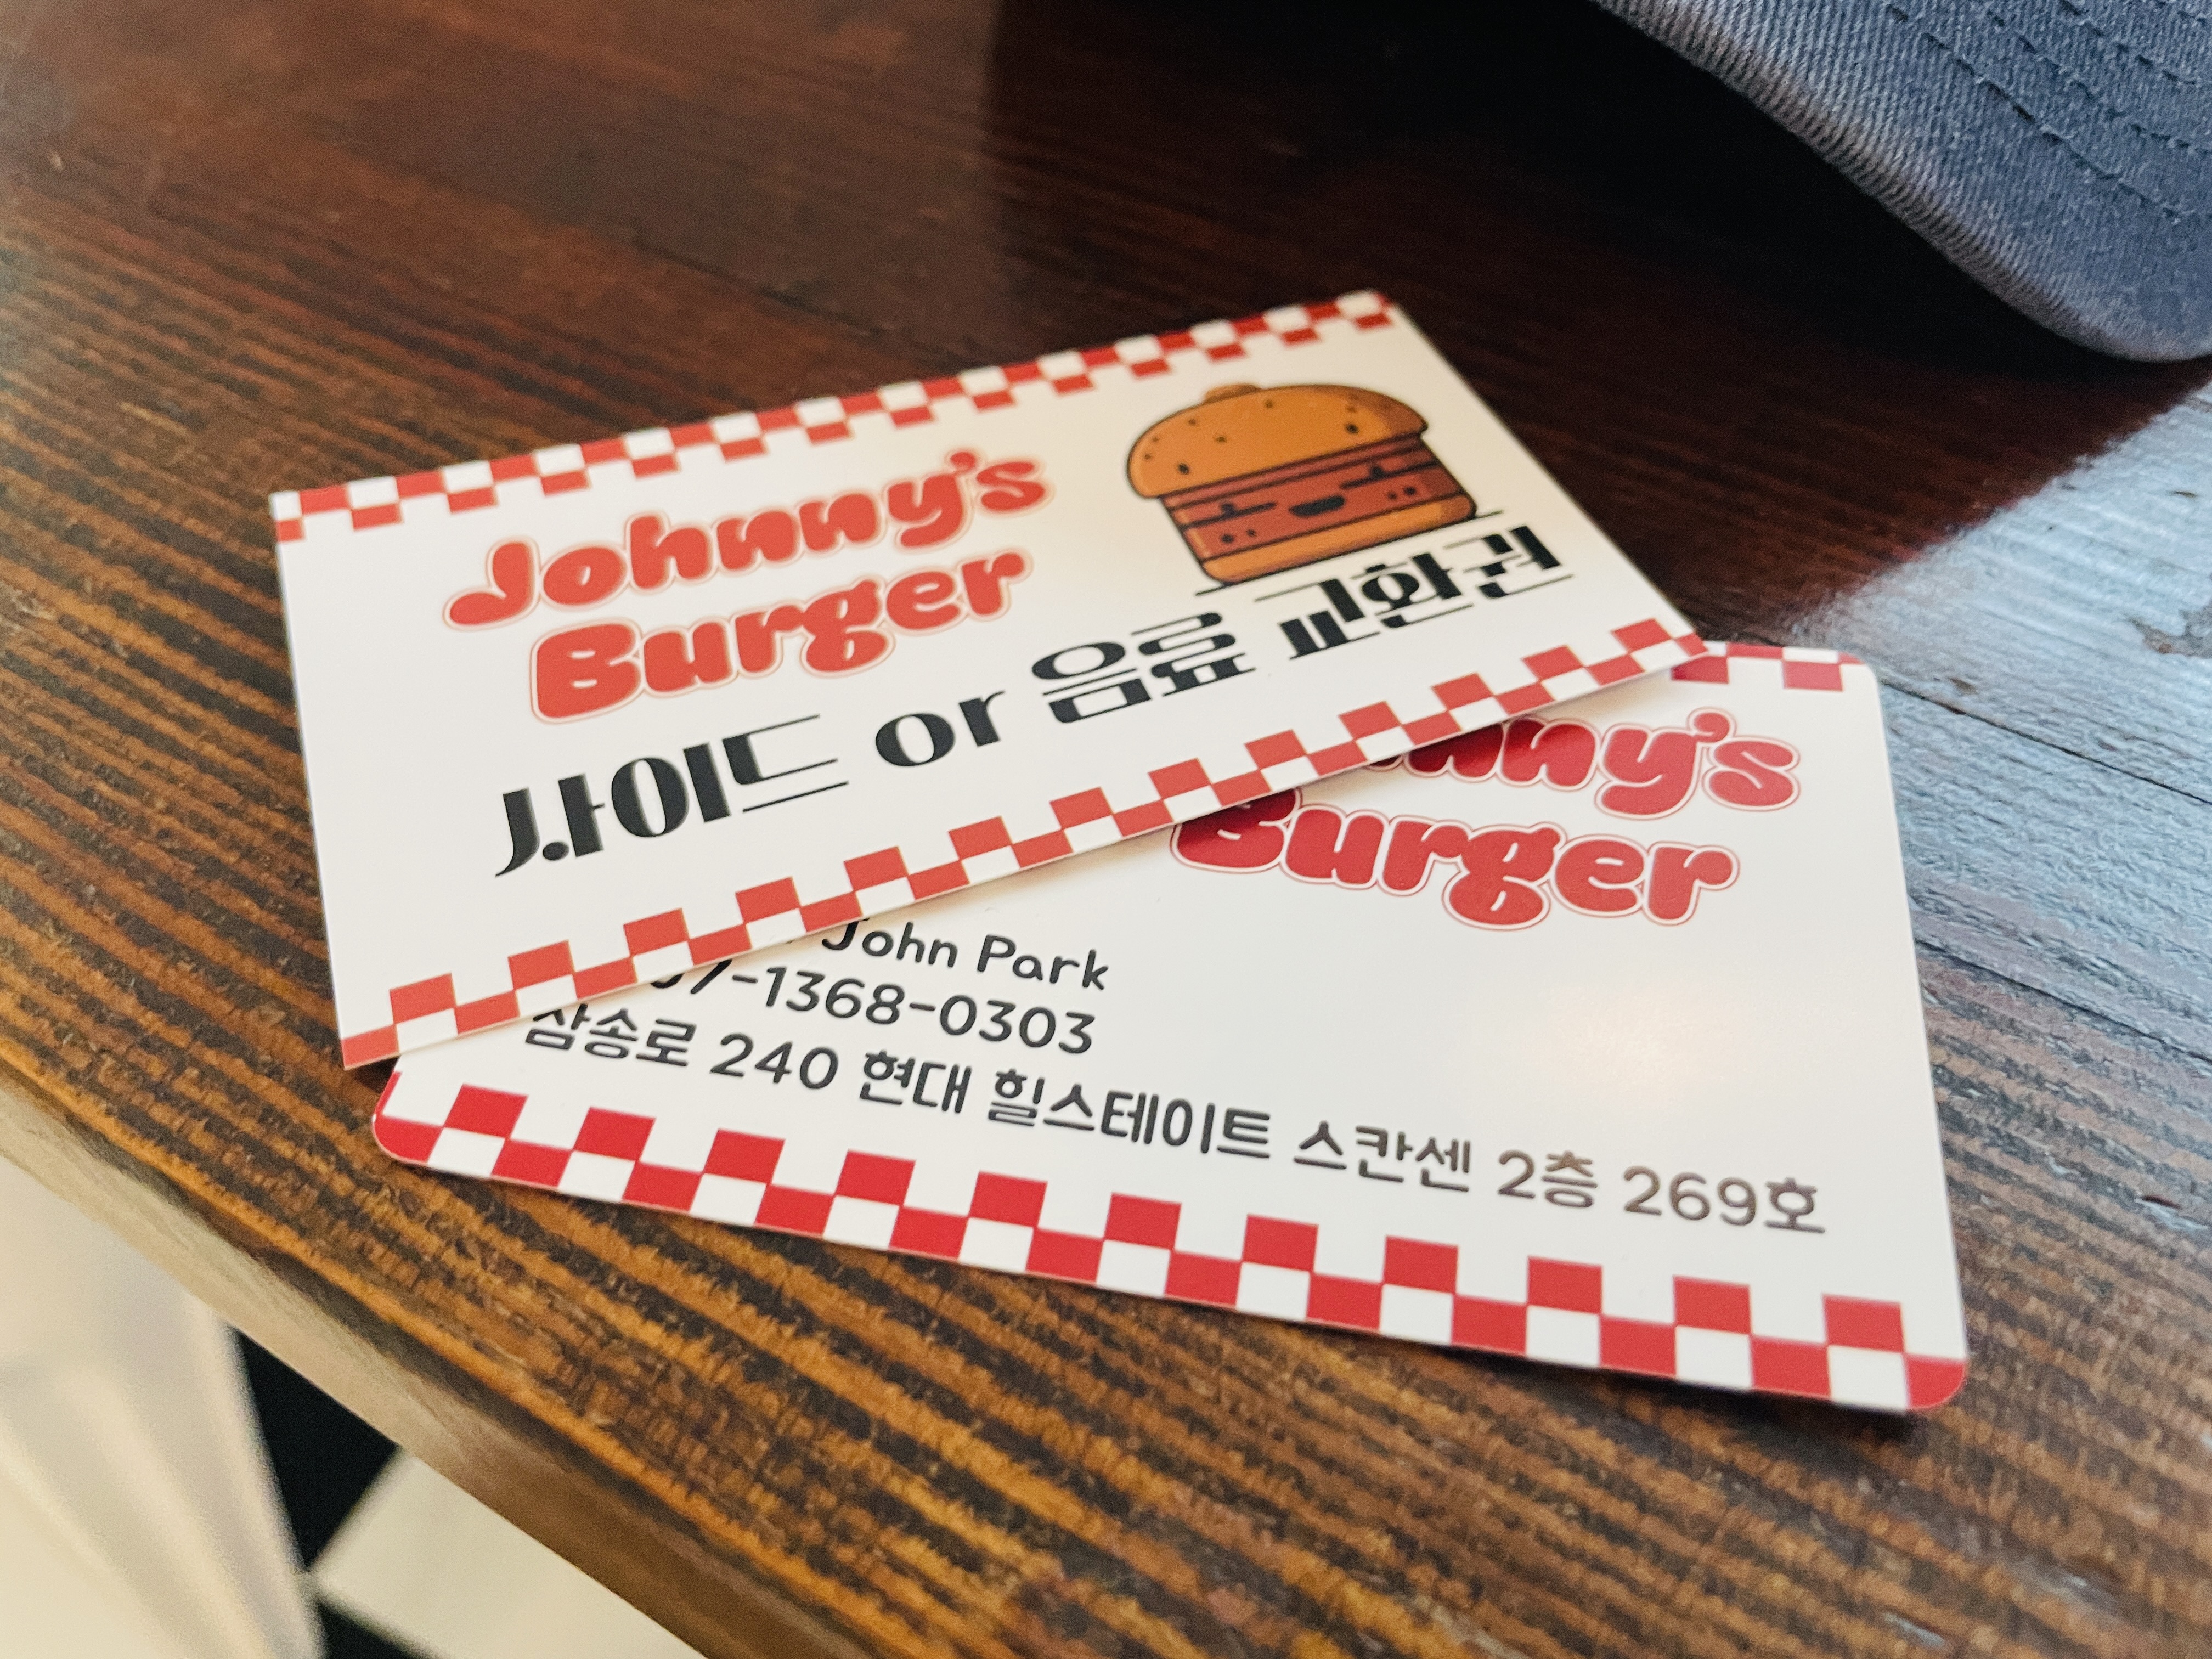 Johnny's
Burger
사이드 or 음료 교환권
Burger
John Park
-1368-0303
삼송로 240 현대 힐스테이트 스칸센 2층 269호